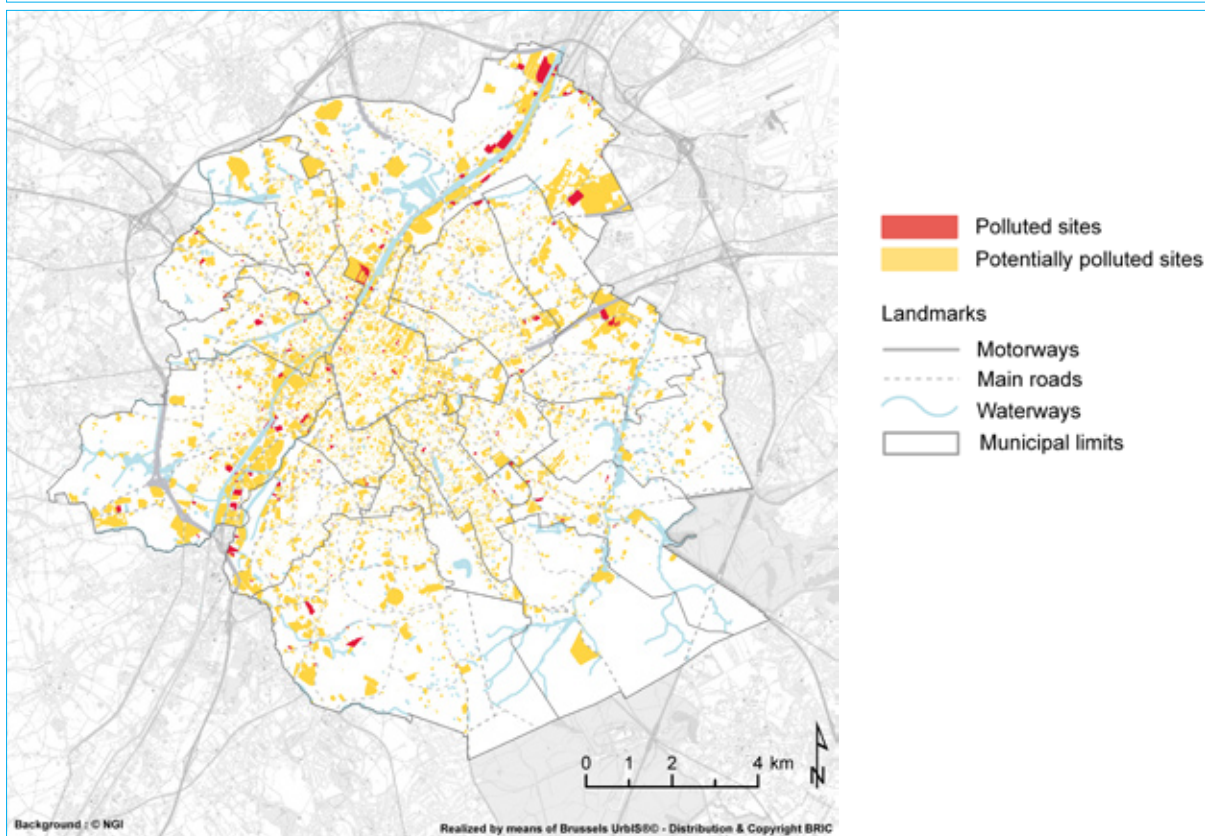 Polluted sites
Potentially polluted sites
Landmarks
Motorways
Main roads
Waterways
Municipal limits
0 1 2 4 km
N
Background : © NGI
Realized by means of Brussels UrbIS®© - Distribution & Copyright BRIC